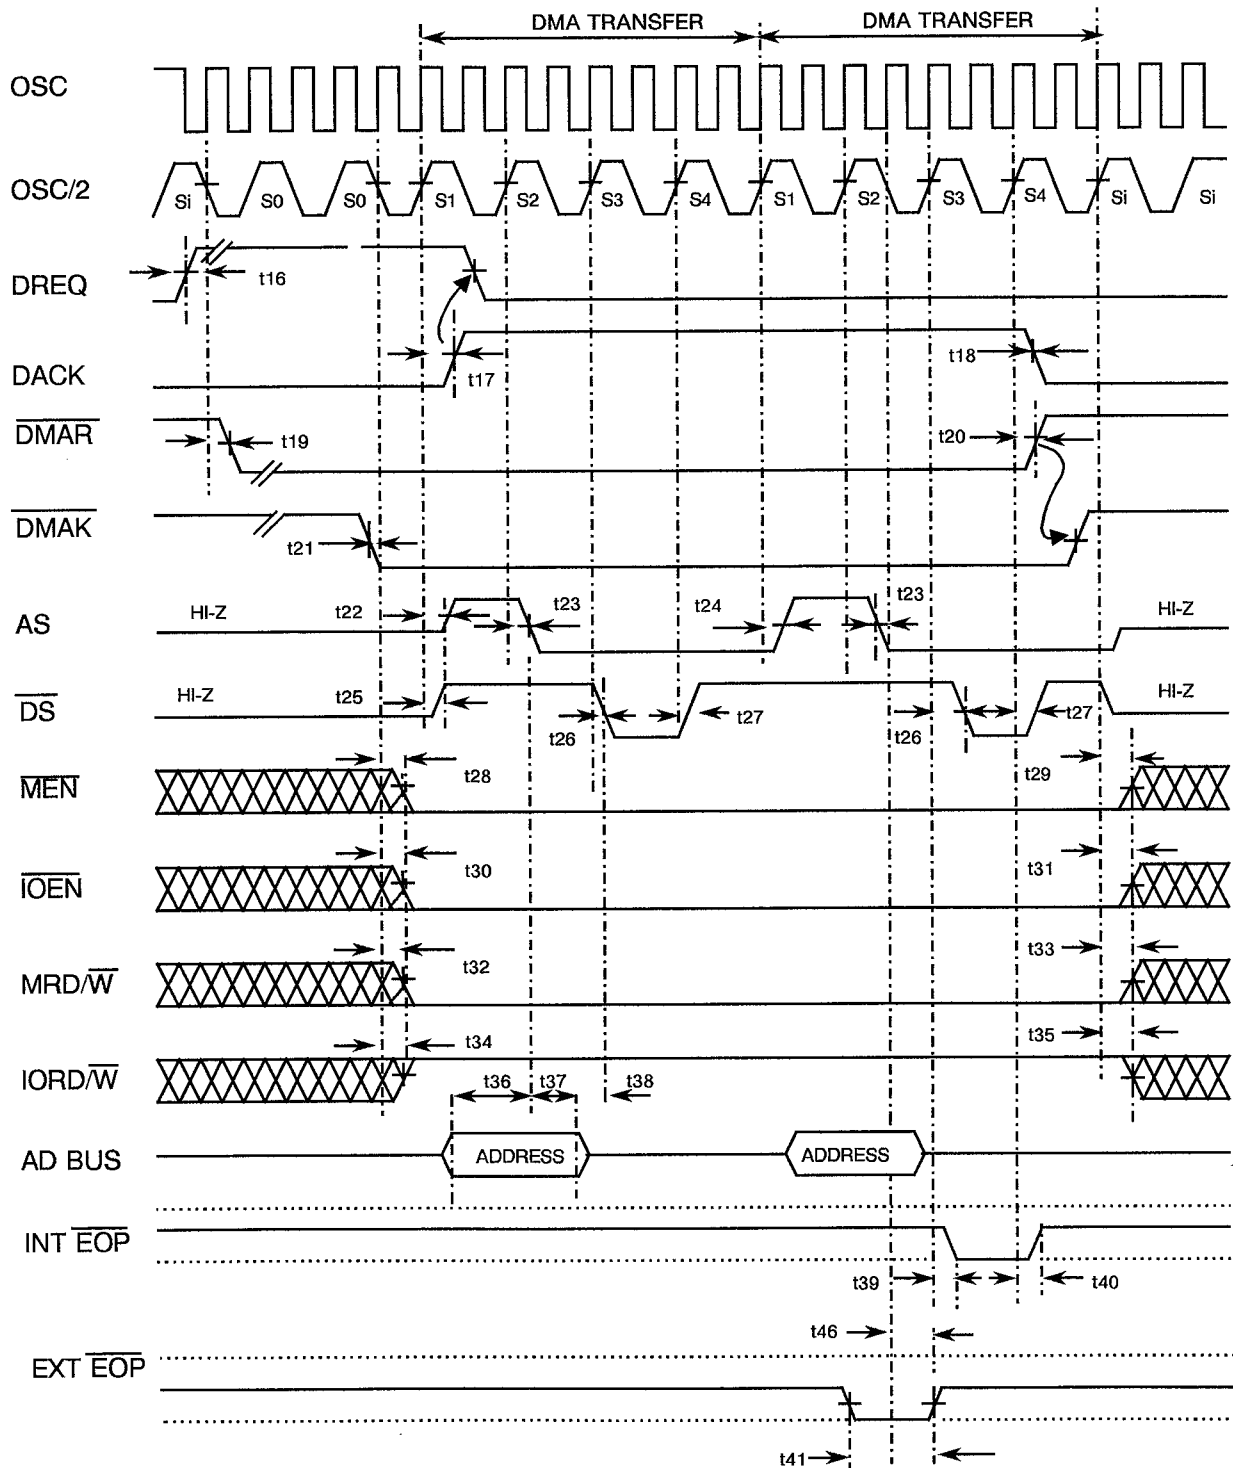 DMA TRANSFER DMA TRANSFER
OSC
OSC/2 Si S0 S0 S1 S2 S3 S4 S1 S2 S3 S4 Si Si
DREQ t16
DACK t17 t18
DMAR t19 t20
DMAK t21
AS HI-Z t22 t23 t24 t23 HI-Z
DS HI-Z t25 t26 t27 t26 t27 HI-Z
MEN t28 t29
IOEN t30 t31
MRD/W t32 t33
IORD/W t34 t35
t36 t37 t38
AD BUS ADDRESS ADDRESS
INT EOP
t39 t40
t46
EXT EOP
t41